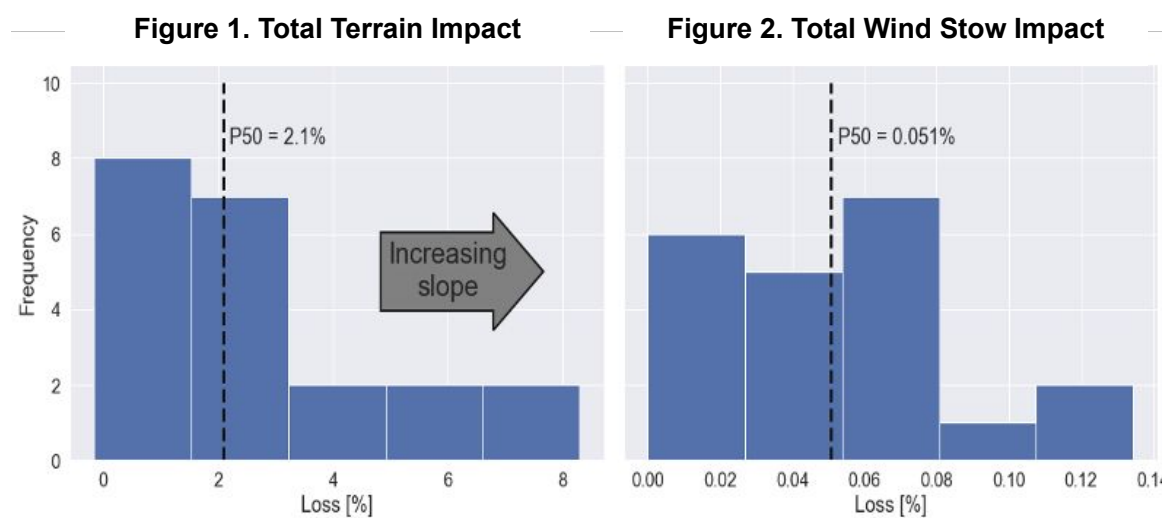 Figure 1. Total Terrain Impact
Frequency
10
8
6
4
2
0
P50 = 2.1%
Increasing
slope
0 2 4 6 8
Loss [%]
Figure 2. Total Wind Stow Impact
P50 = 0.051%
0.00 0.02 0.04 0.06 0.08 0.10 0.12 0.14
Loss [%]